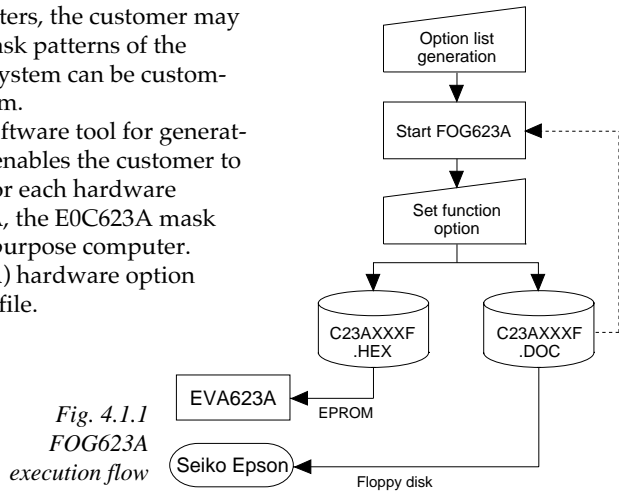 ters, the customer may
ask patterns of the
ystem can be custom-
m.
oftware tool for generat-
enables the customer to
or each hardware
A, the E0C623A mask
purpose computer.
) hardware option
file.
Option list
generation
Start FOG623A
Set function
option
C23AXXXF
.HEX
C23AXXXF
.DOC
EVA623A
EPROM
Seiko Epson
Floppy disk
Fig. 4.1.1
FOG623A
execution flow